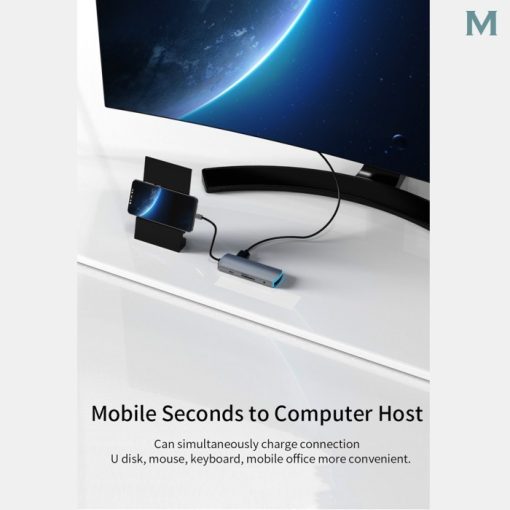 M
Mobile Seconds to Computer Host
Can simultaneously charge connection
U disk, mouse, keyboard, mobile office more convenient.